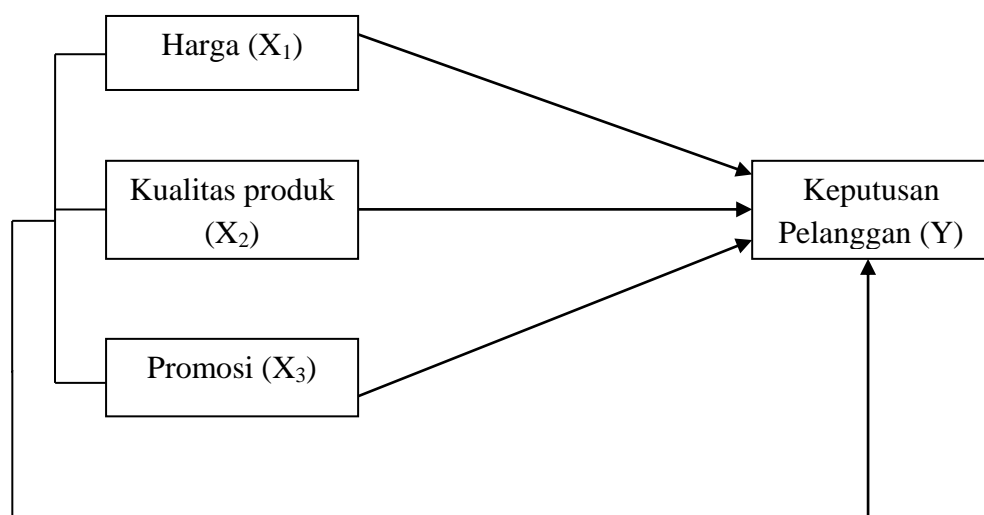 Harga (X₁)
Kualitas produk
(X₂)
Keputusan
Pelanggan (Y)
Promosi (X₃)